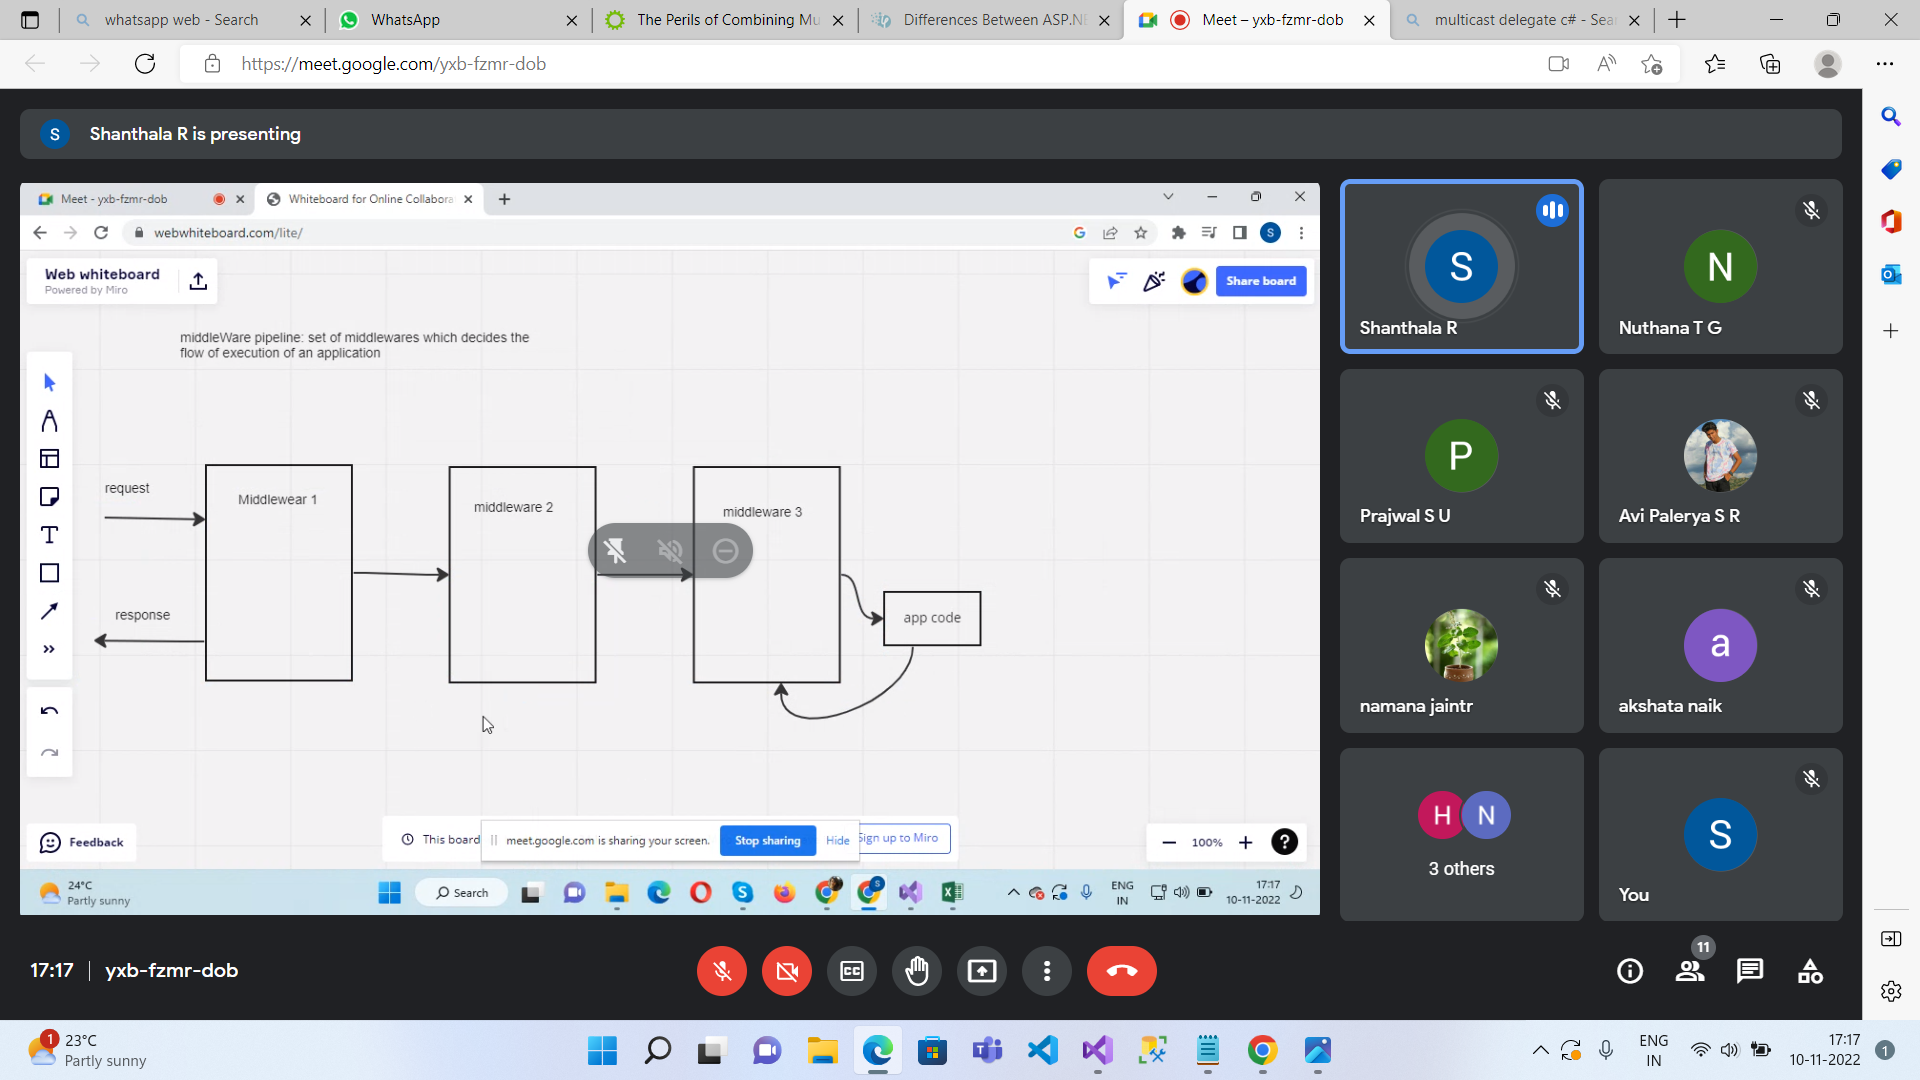 whatsapp web - Search
WhatsApp
The Perils of Combining Mu
Differences Between ASP.NE
Meet – yxb-fzmr-dob
multicast delegate c# - Sea
https://meet.google.com/yxb-fzmr-dob
S
Shanthala R is presenting
Meet - yxb-fzmr-dob
Whiteboard for Online Collabora
webwhiteboard.com/lite/
S
Web whiteboard
Powered by Miro
Share board
middleWare pipeline: set of middlewares which decides the
flow of execution of an application
request
Middlewear 1
middleware 2
middleware 3
response
app code
Feedback
This board
meet.google.com is sharing your screen.
Stop sharing
Hide
Sign up to Miro
100%
?
24°C
Partly sunny
Search
S
ENG
IN
17:17
10-11-2022
S
Shanthala R
N
Nuthana T G
P
Prajwal S U
Avi Palerya S R
namana jaintr
a
akshata naik
H
N
3 others
S
You
17:17
yxb-fzmr-dob
CC
11
1
23°C
Partly sunny
ENG
IN
17:17
10-11-2022
1